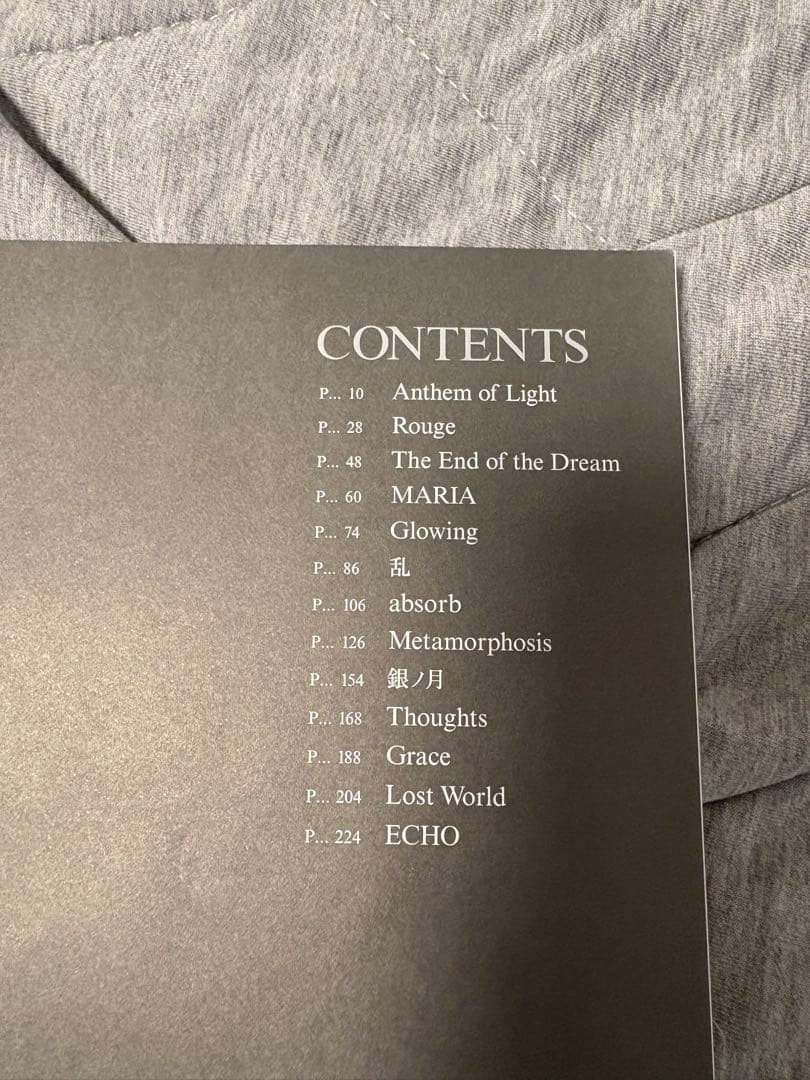 CONTENTS
P... 10 Anthem of Light
P... 28 Rouge
P... 48 The End of the Dream
P... 60 MARIA
P... 74 Glowing
P... 86 乱
P... 106 absorb
P... 126 Metamorphosis
P... 154 銀ノ月
P... 168 Thoughts
P... 188 Grace
P... 204 Lost World
P... 224 ECHO